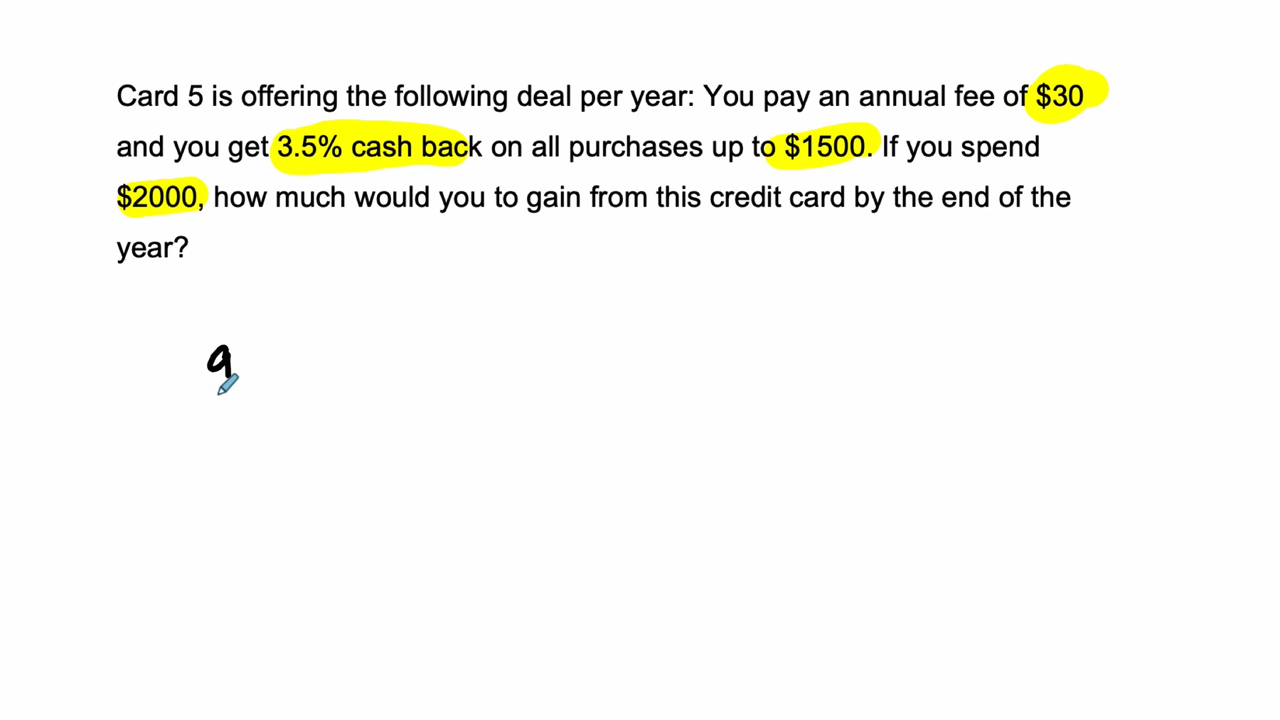 Card 5 is offering the following deal per year: You pay an annual fee of $30
and you get 3.5% cash back on all purchases up to $1500. If you spend
$2000, how much would you to gain from this credit card by the end of the
year?
a